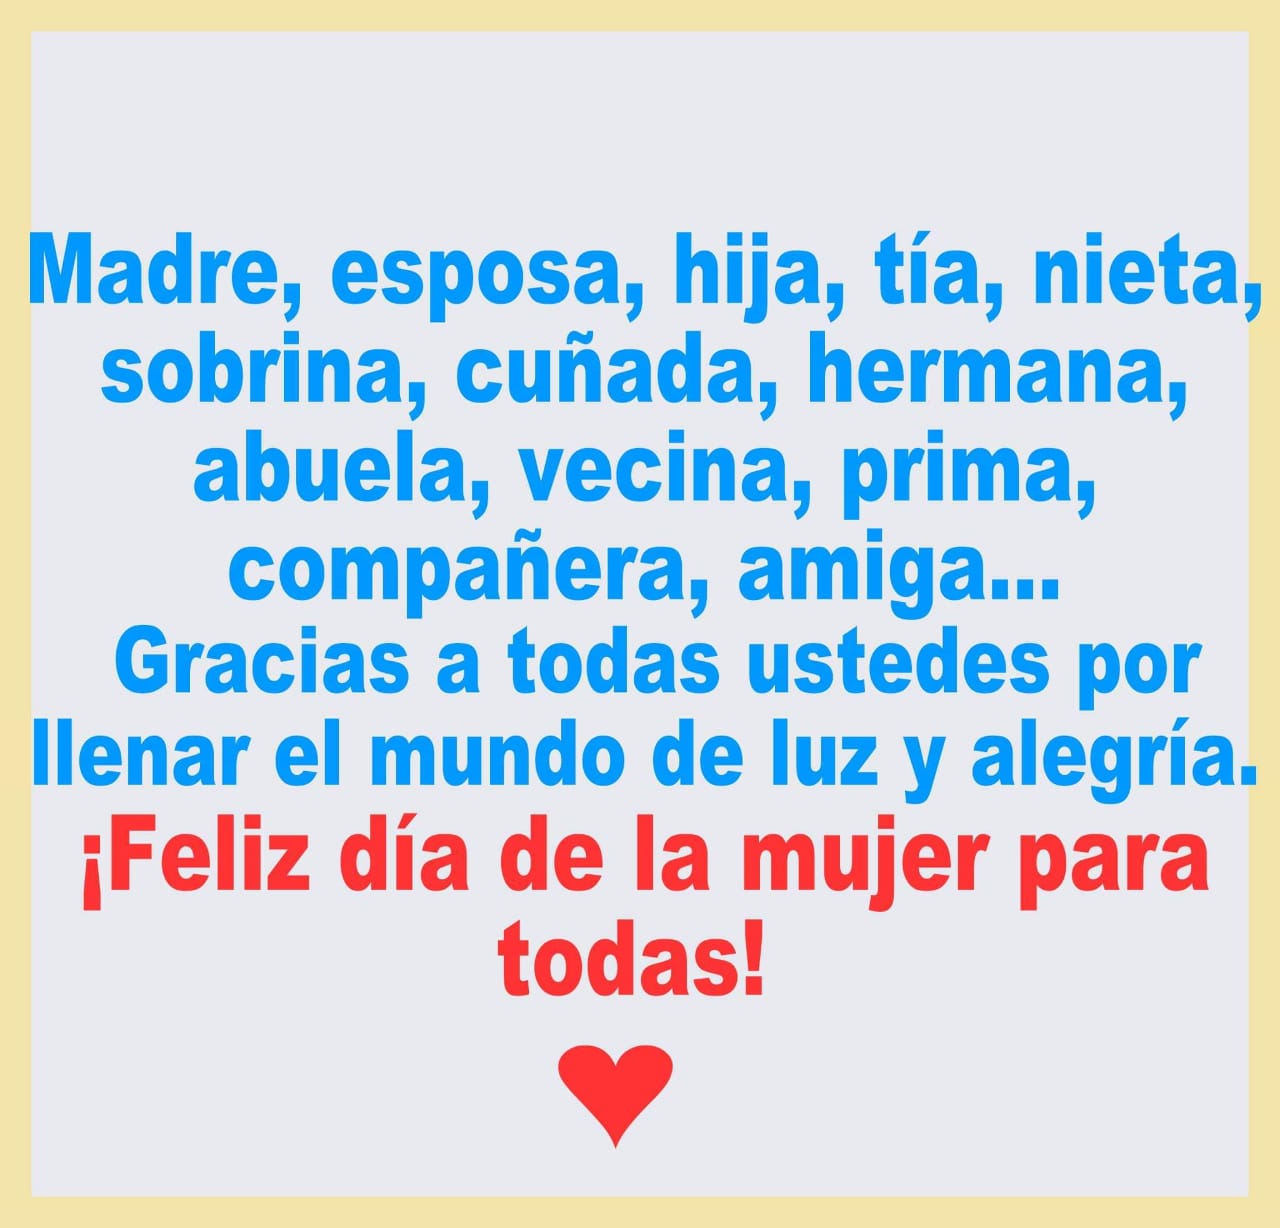 Madre, esposa, hija, tía, nieta,
sobrina, cuñada, hermana,
abuela, vecina, prima,
compañera, amiga...
Gracias a todas ustedes por
llenar el mundo de luz y alegría.
¡Feliz día de la mujer para
todas!